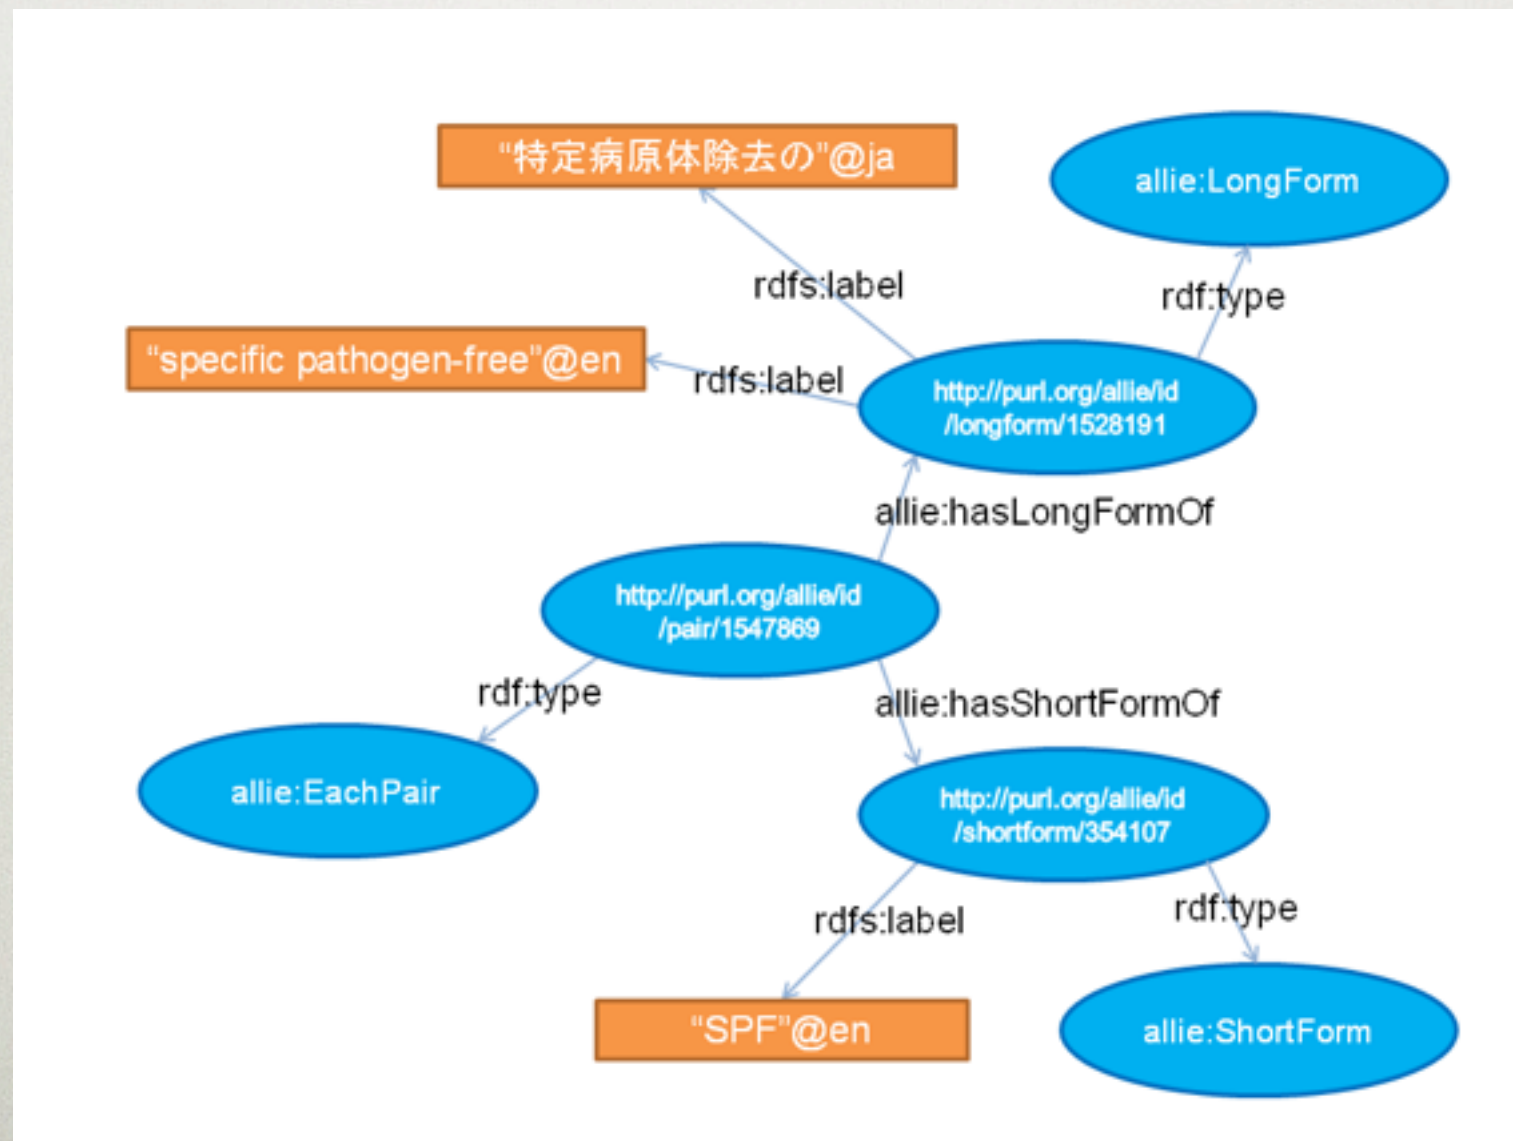 “特定病原体除去の”@ja
allie:LongForm
rdfs:label
rdf:type
“specific pathogen-free”@en
rdfs:label
http://purl.org/allie/id
/longform/1528191
allie:hasLongFormOf
http://purl.org/allie/id
/pair/1547869
rdf:type
allie:hasShortFormOf
allie:EachPair
http://purl.org/allie/id
/shortform/354107
rdfs:label
rdf:type
“SPF”@en
allie:ShortForm